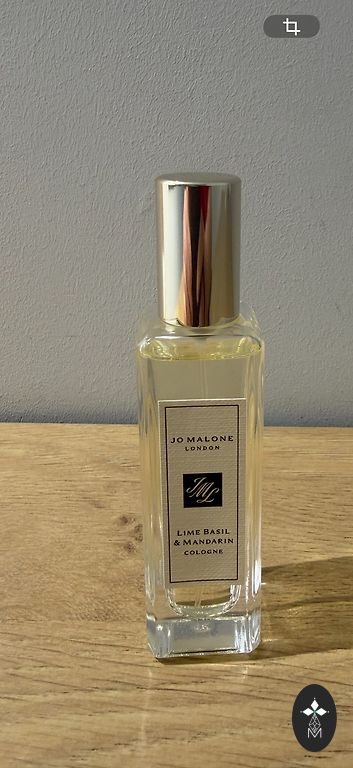 JO MALONE
LONDON
JML
LIME BASIL
& MANDARIN
COLOGNE
M